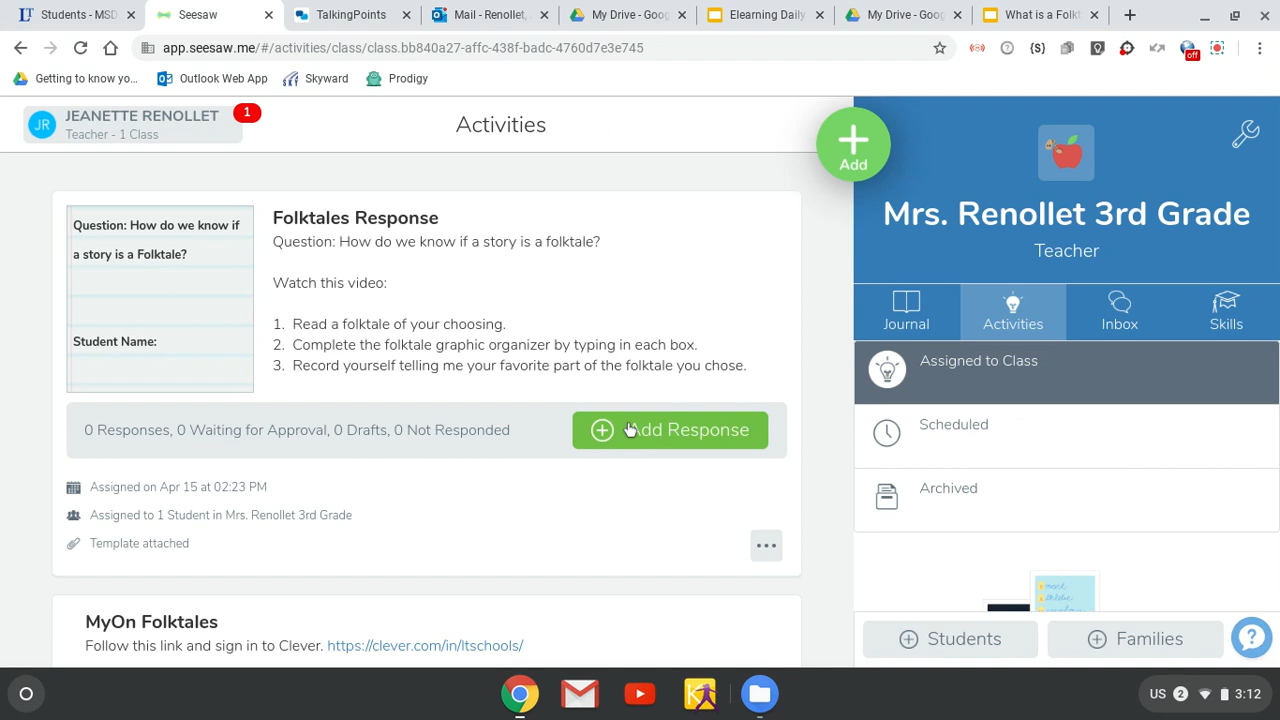 Students - MSD
Seesaw
TalkingPoints
Mail - Renollet,
My Drive - Goog
Elearning Daily
My Drive - Goog
What is a Folkt
app.seesaw.me/#/activities/class/class.bb840a27-affc-438f-badc-4760d7e3e745
off
Getting to know yo...
Outlook Web App
Skyward
Prodigy
JR
JEANETTE RENOLLET
Teacher - 1 Class
1
Activities
Add
Mrs. Renollet 3rd Grade
Teacher
Journal
Activities
Inbox
Skills
Assigned to Class
Scheduled
Archived
Students
Families
Question: How do we know if
a story is a Folktale?
Student Name:
Folktales Response
Question: How do we know if a story is a folktale?
Watch this video:
1. Read a folktale of your choosing.
2. Complete the folktale graphic organizer by typing in each box.
3. Record yourself telling me your favorite part of the folktale you chose.
0 Responses, 0 Waiting for Approval, 0 Drafts, 0 Not Responded
Add Response
Assigned on Apr 15 at 02:23 PM
Assigned to 1 Student in Mrs. Renollet 3rd Grade
Template attached
MyOn Folktales
Follow this link and sign in to Clever. https://clever.com/in/ltschools/
US 2 3:12